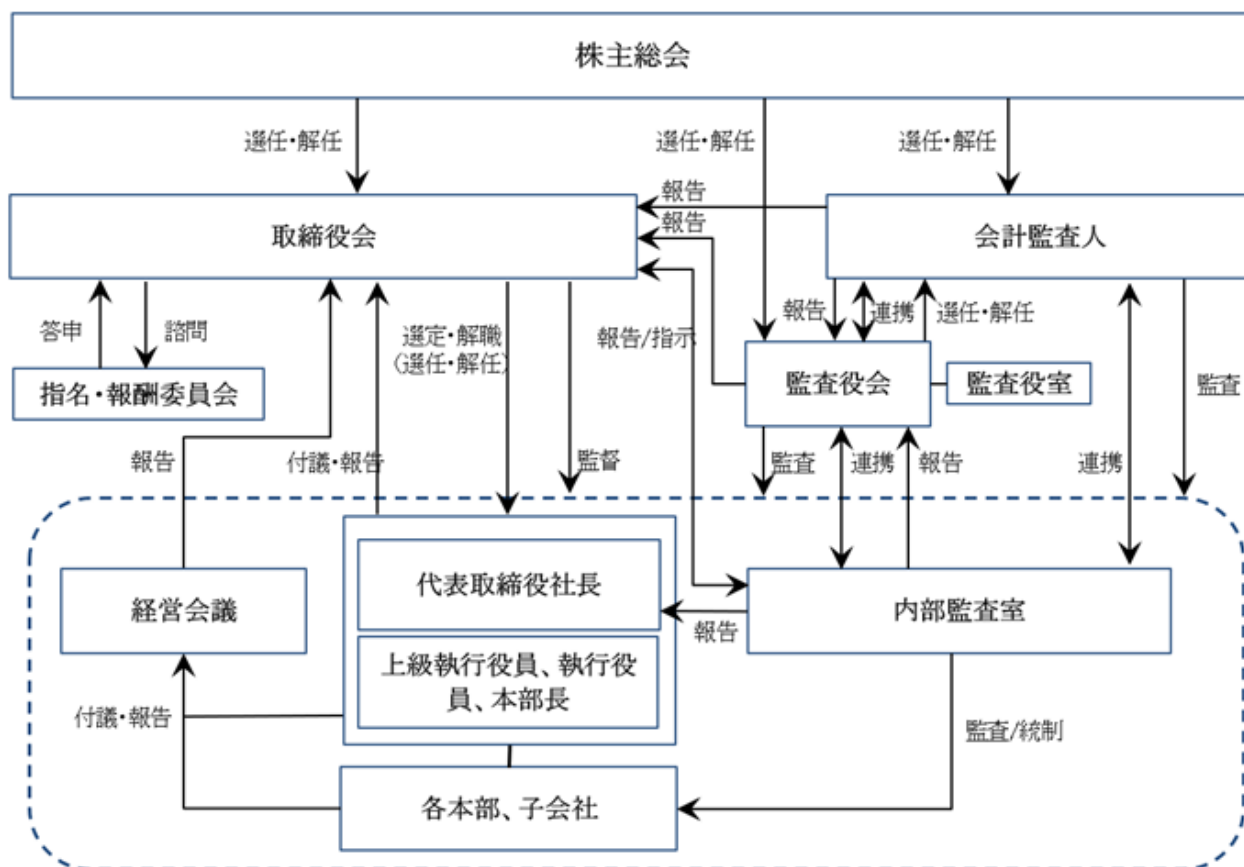 株主総会
選任・解任
選任・解任
選任・解任
報告
報告
取締役会
会計監査人
答申
諮問
選定・解職
（選任・解任）
報告/指示
報告
連携
選任・解任
指名・報酬委員会
監査役会
監査役室
監査
報告
付議・報告
監督
監査
連携
報告
連携
代表取締役社長
経営会議
内部監査室
報告
上級執行役員、執行役
員、本部長
付議・報告
監査/統制
各本部、子会社